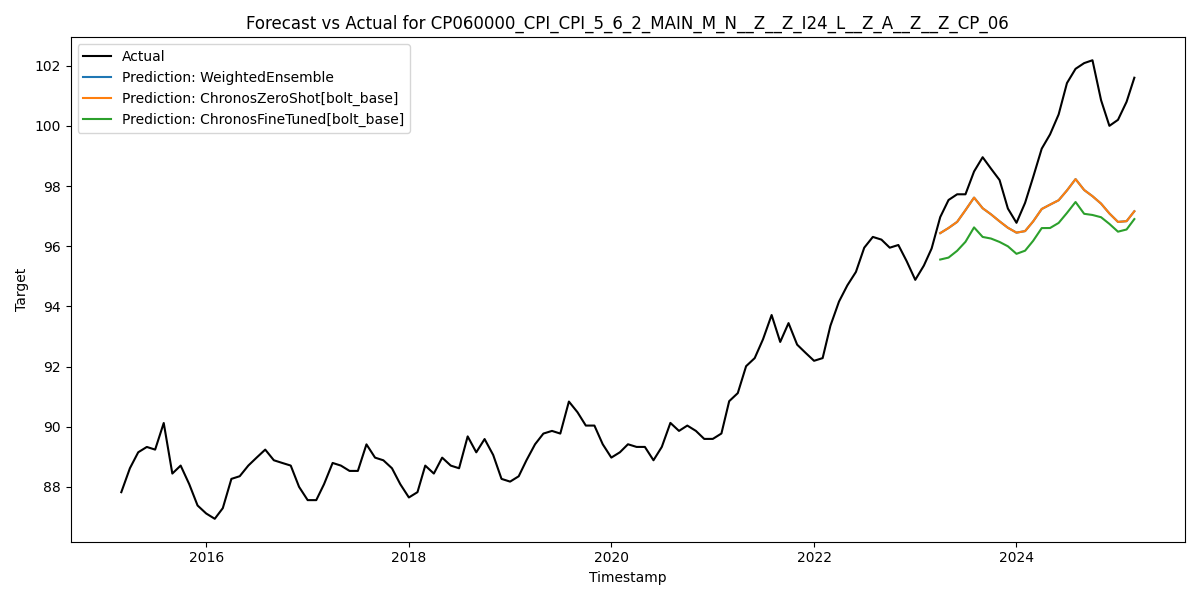 Forecast vs Actual for CP060000_CPI_CPI_5_6_2_MAIN_M_N__Z__Z_I24_L__Z_A__Z__Z_CP_06
Actual
Prediction: WeightedEnsemble
Prediction: ChronosZeroShot[bolt_base]
Prediction: ChronosFineTuned[bolt_base]
Target
102
100
98
96
94
92
90
88
2016
2018
2020
2022
2024
Timestamp